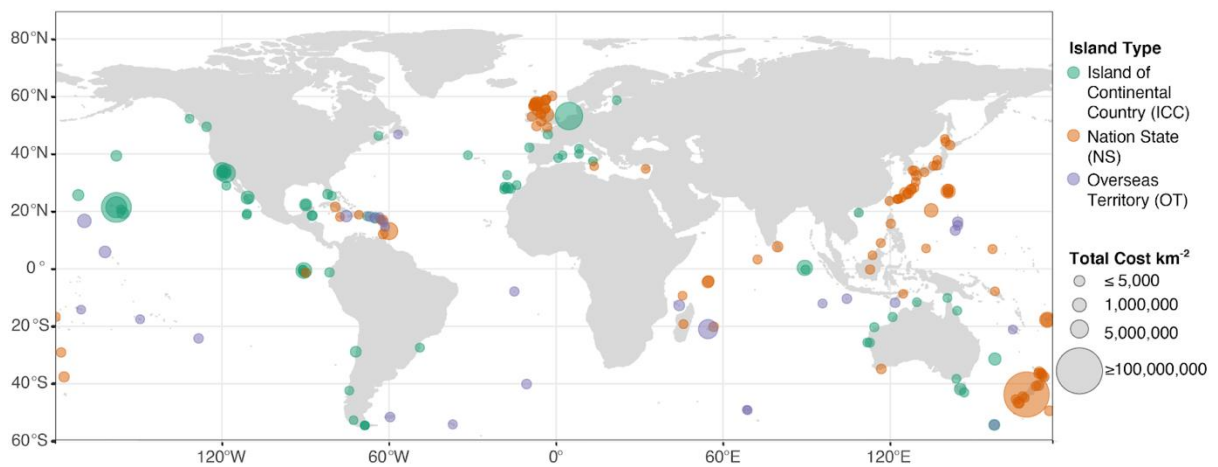 80°N
60°N
40°N
20°N
0°
20°S
40°S
60°S
120°W
60°W
0°
60°E
120°E
Island Type
Island of
Continental
Country (ICC)
Nation State
(NS)
Overseas
Territory (OT)
Total Cost km⁻²
≤ 5,000
1,000,000
5,000,000
≥100,000,000